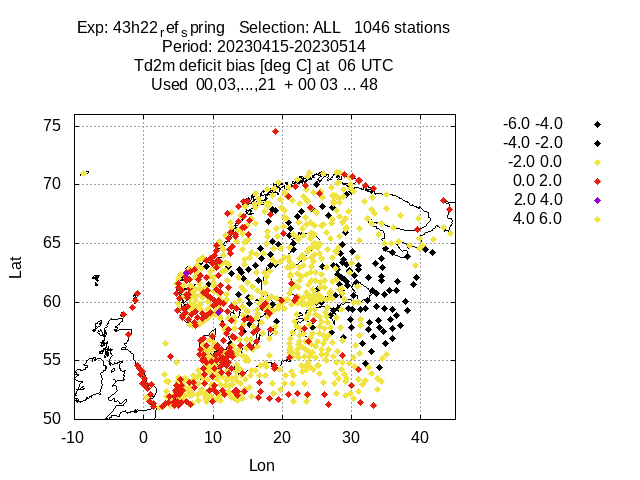 Exp: 43h22refspring   Selection: ALL   1046 stations
Period: 20230415-20230514
Td2m deficit bias [deg C] at  06 UTC
Used  00,03,...,21  + 00 03 ... 48
-6.0 -4.0
-4.0 -2.0
-2.0 0.0
0.0 2.0
2.0 4.0
4.0 6.0
75
70
65
60
55
50
Lat
-10 0 10 20 30 40
Lon